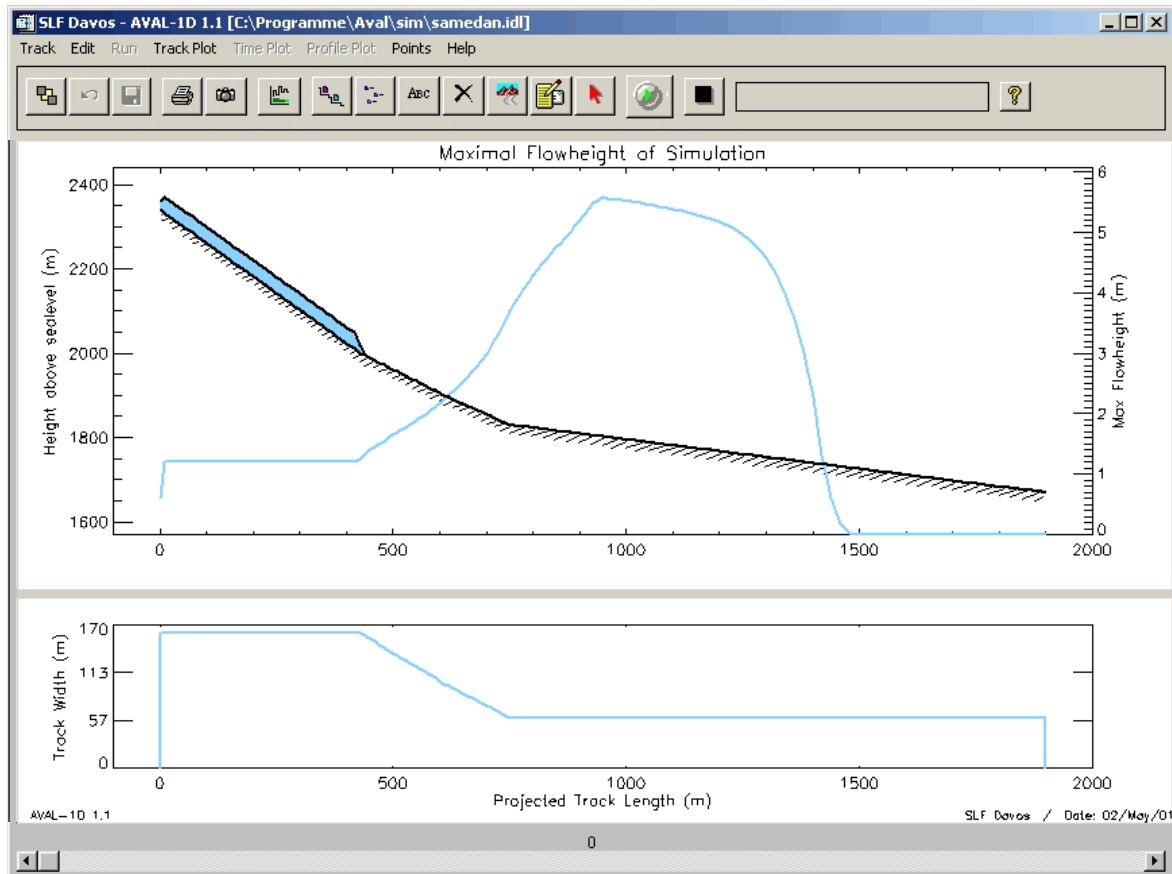 SLF Davos - AVAL-1D 1.1 [C:\Programme\Aval\sim\samedan.idl]
Track Edit Run Track Plot Time Plot Profile Plot Points Help
ABC
?
Maximal Flowheight of Simulation
Height above sealevel (m)
2400
2200
2000
1800
1600
6
5
4
3
2
1
0
Max Flowheight (m)
0 500 1000 1500 2000
Track Width (m)
170
113
57
0
0 500 1000 1500 2000
Projected Track Length (m)
AVAL-1D 1.1
SLF Davos / Date: 02/May/01
0